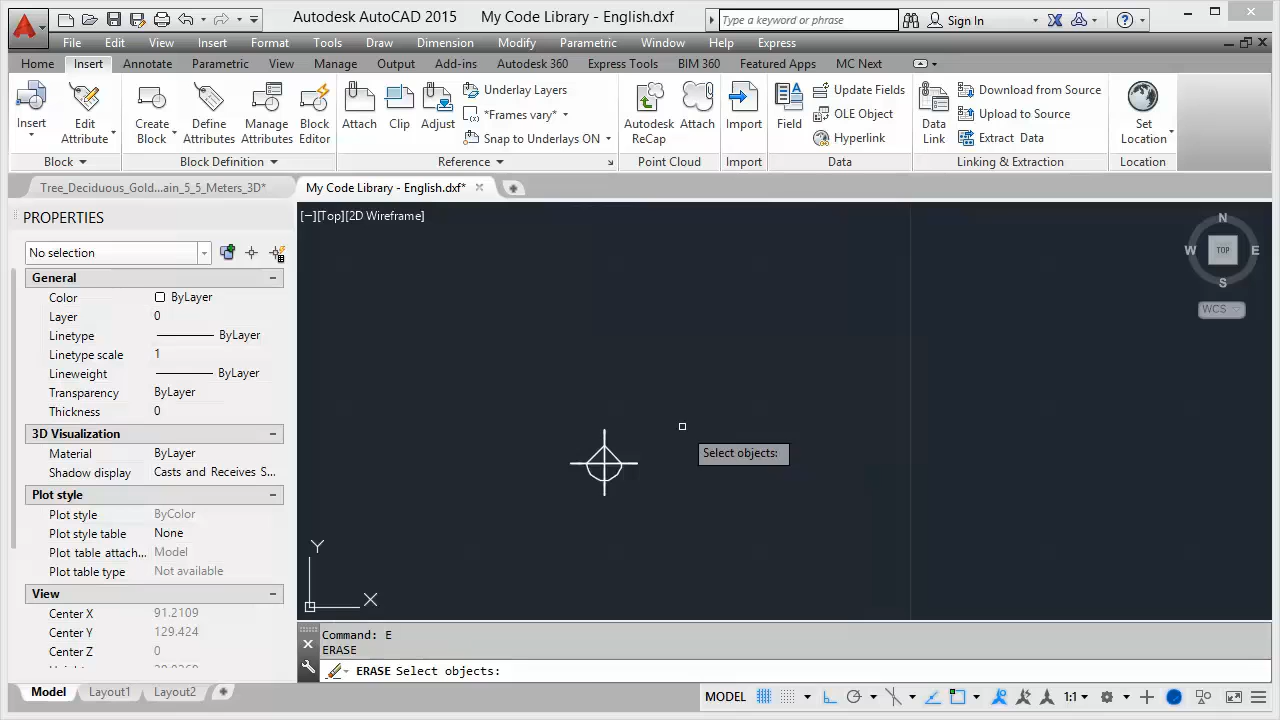 Autodesk AutoCAD 2015 My Code Library - English.dxf
Type a keyword or phrase
Sign In
File Edit View Insert Format Tools Draw Dimension Modify Parametric Window Help Express
Home Insert Annotate Parametric View Manage Output Add-ins Autodesk 360 Express Tools BIM 360 Featured Apps MC Next
Insert
Edit Attribute
Create Block
Define Attributes
Manage Attributes
Block Editor
Attach
Clip
Adjust
Underlay Layers
*Frames vary*
Snap to Underlays ON
Autodesk ReCap
Attach
Import
Field
Update Fields
OLE Object
Hyperlink
Data Link
Download from Source
Upload to Source
Extract Data
Set Location
Block Block Definition Reference Point Cloud Import Data Linking & Extraction Location
Tree_Deciduous_Gold...ain_5_5_Meters_3D* My Code Library - English.dxf*
PROPERTIES
No selection
General
Color ByLayer
Layer 0
Linetype ByLayer
Linetype scale 1
Lineweight ByLayer
Transparency ByLayer
Thickness 0
3D Visualization
Material ByLayer
Shadow display Casts and Receives S...
Plot style
Plot style ByColor
Plot style table None
Plot table attach... Model
Plot table type Not available
View
Center X 91.2109
Center Y 129.424
Center Z 0
[−][Top][2D Wireframe]
N
W TOP E
S
WCS
Select objects:
Y
X
Command: E
ERASE
ERASE Select objects:
Model Layout1 Layout2
MODEL 1:1